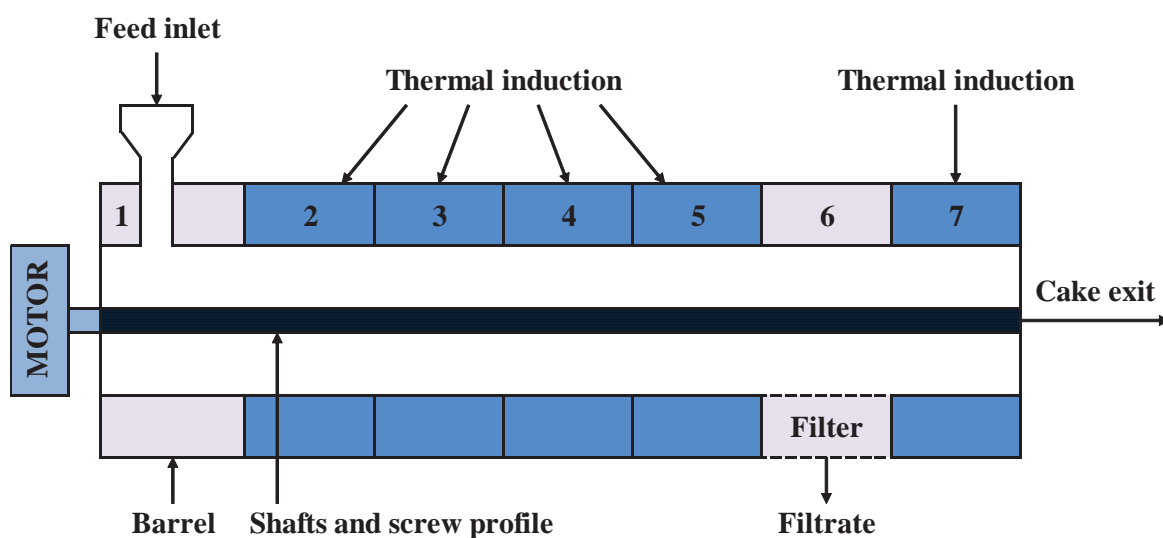 Feed inlet
Thermal induction
Thermal induction
1
2
3
4
5
6
7
MOTOR
Cake exit
Filter
Barrel
Shafts and screw profile
Filtrate